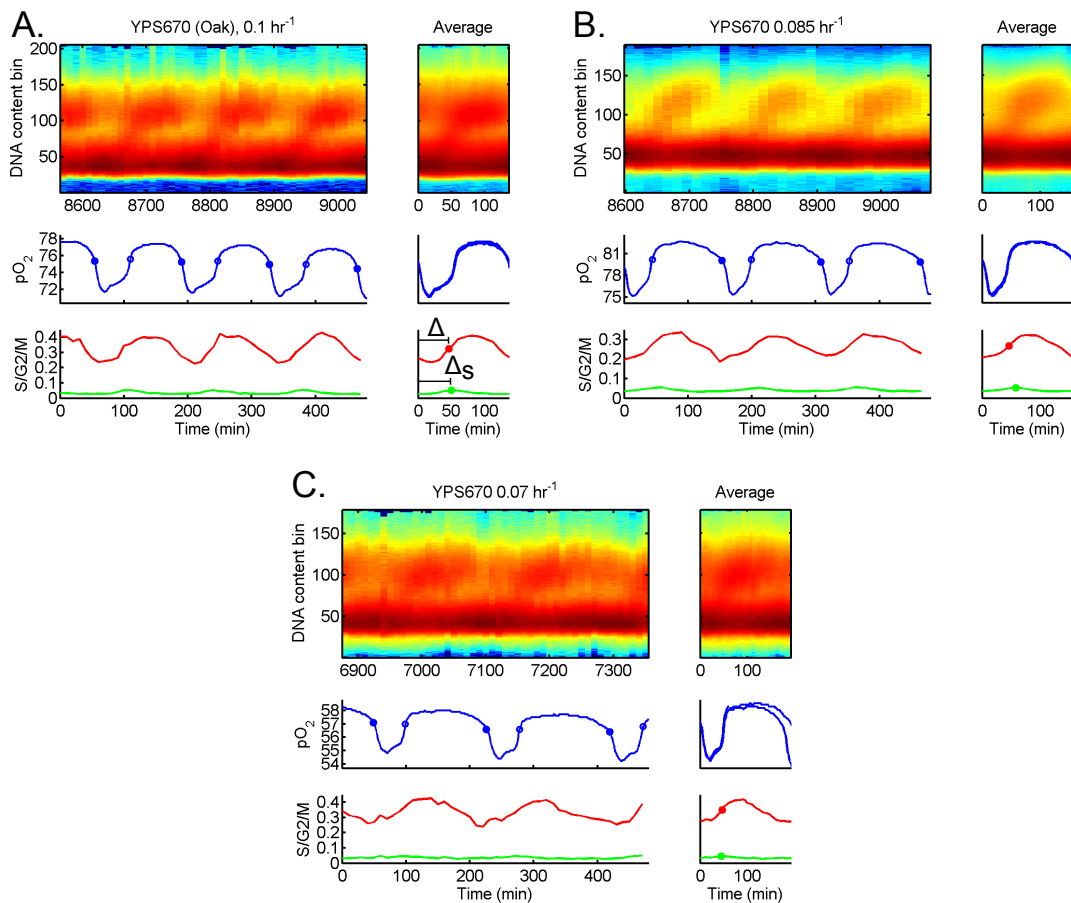 A.
YPS670 (Oak), 0.1 hr⁻¹
Average
DNA content bin
200
150
100
50
8600 8700 8800 8900 9000
0 50 100
pO₂
78
76
74
72
S/G2/M
0.4
0.3
0.2
0.1
0
Δ
Δs
0 100 200 300 400
Time (min)
0 50 100
Time (min)
B.
YPS670 0.085 hr⁻¹
Average
DNA content bin
150
100
50
8600 8700 8800 8900 9000
0 100
pO₂
81
78
75
S/G2/M
0.3
0.2
0.1
0
0 100 200 300 400
Time (min)
0 100
Time (min)
C.
YPS670 0.07 hr⁻¹
Average
DNA content bin
150
100
50
6900 7000 7100 7200 7300
0 100
pO₂
58
57
56
55
54
S/G2/M
0.4
0.3
0.2
0.1
0
0 100 200 300 400
Time (min)
0 100
Time (min)